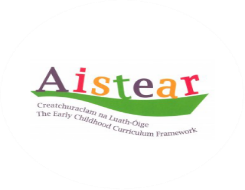 Aistear
Creatchuraclam na Luath-Óige
The Early Childhood Curriculum Framework